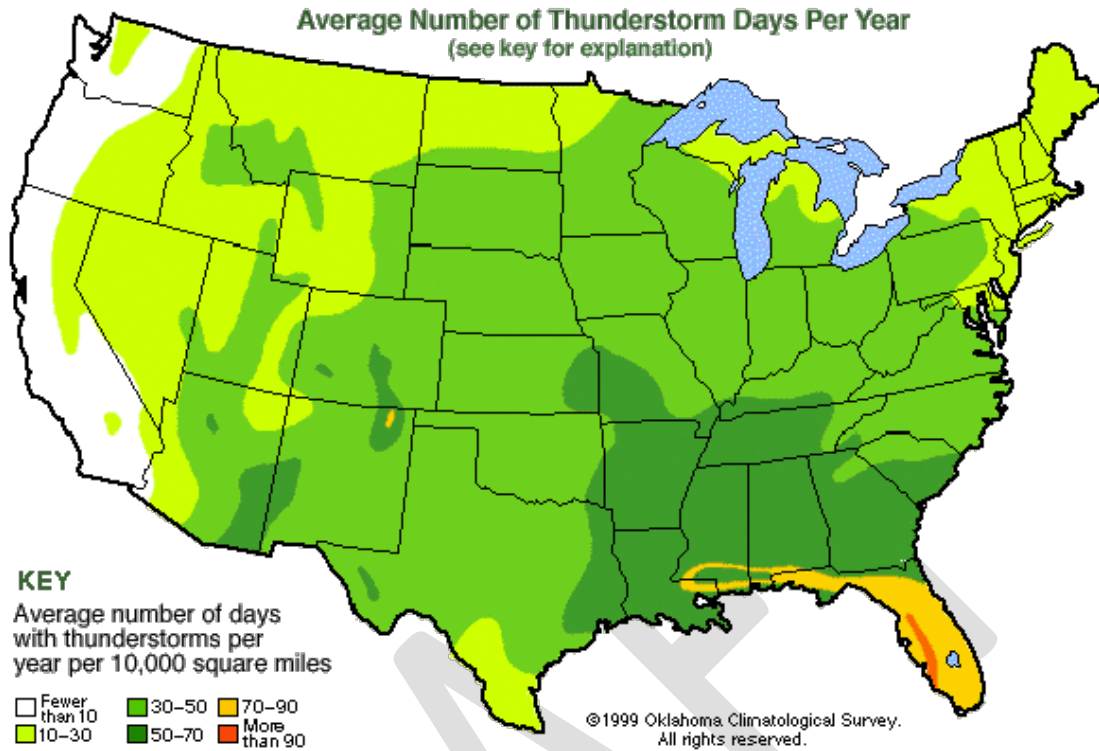 Average Number of Thunderstorm Days Per Year
(see key for explanation)
KEY
Average number of days
with thunderstorms per
year per 10,000 square miles
Fewer
than 10
10–30
30–50
50–70
70–90
More
than 90
©1999 Oklahoma Climatological Survey.
All rights reserved.